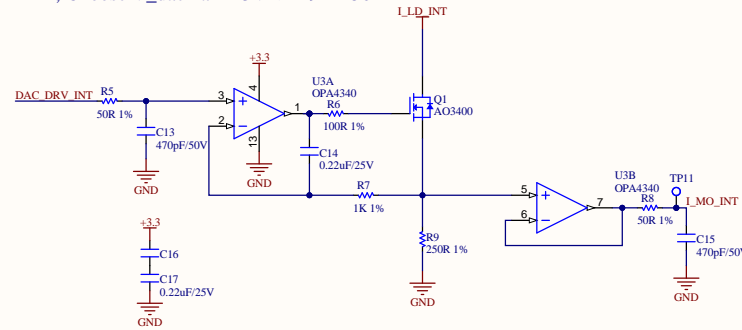 I_LD_INT
+3.3
U3A
OPA4340
Q1
AO3400
DAC_DRV_INT
R5
50R 1%
3
2
4
1
13
R6
100R 1%
C13
470pF/50V
GND
C14
0.22uF/25V
GND
R7
1K 1%
R9
250R 1%
GND
5
6
7
U3B
OPA4340
TP11
R8
50R 1%
I_MO_INT
C15
470pF/50V
GND
+3.3
C16
C17
0.22uF/25V
GND